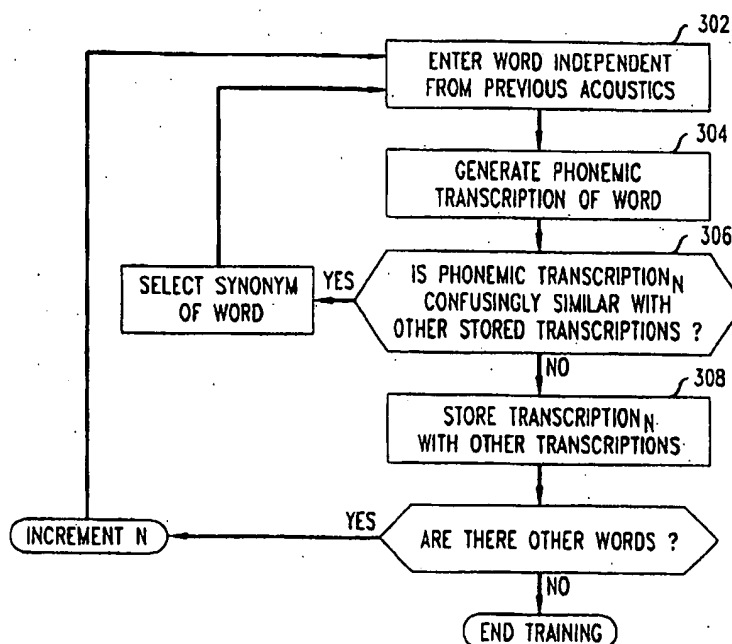 302
ENTER WORD INDEPENDENT
FROM PREVIOUS ACOUSTICS
304
GENERATE PHONEMIC
TRANSCRIPTION OF WORD
306
IS PHONEMIC TRANSCRIPTION N
CONFUSINGLY SIMILAR WITH
OTHER STORED TRANSCRIPTIONS ?
YES
SELECT SYNONYM
OF WORD
NO
308
STORE TRANSCRIPTION N
WITH OTHER TRANSCRIPTIONS
ARE THERE OTHER WORDS ?
YES
INCREMENT N
NO
END TRAINING